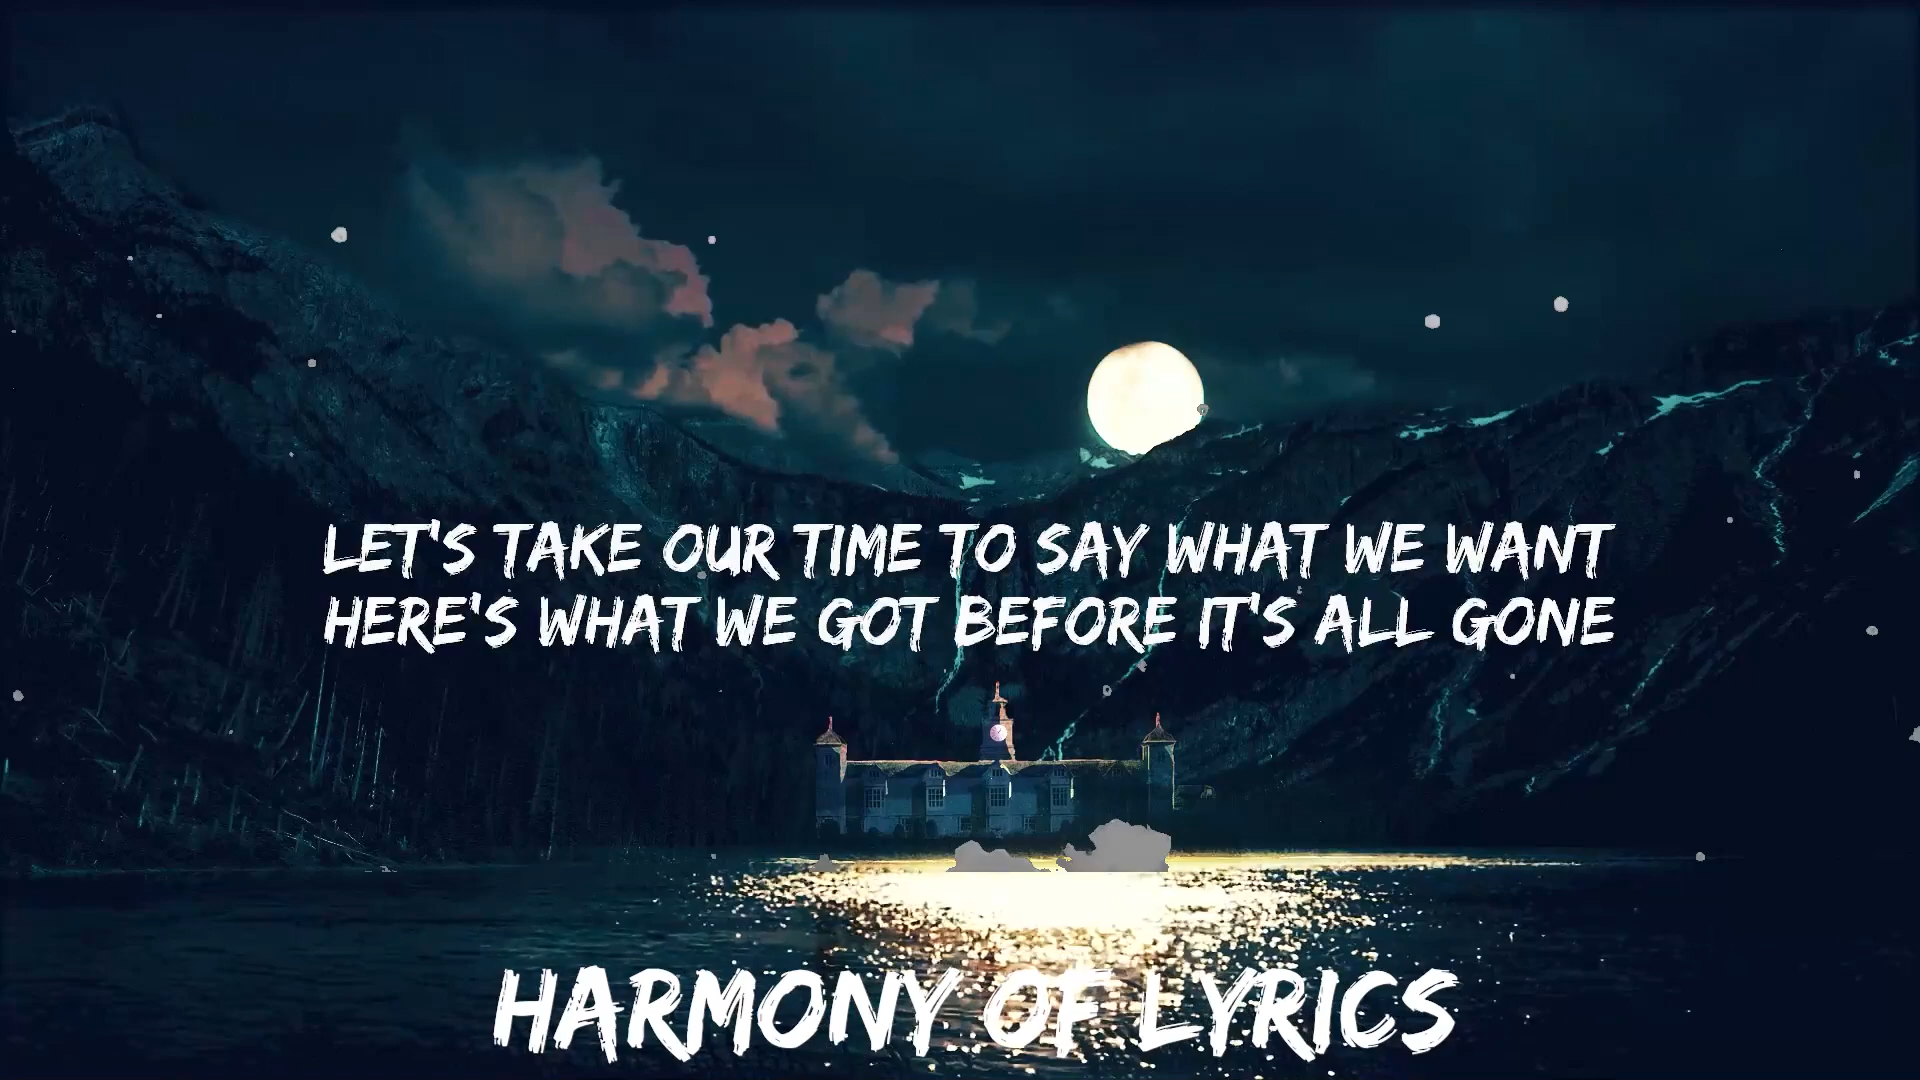 LET'S TAKE OUR TIME TO SAY WHAT WE WANT
HERE'S WHAT WE GOT BEFORE IT'S ALL GONE
HARMONY OF LYRICS